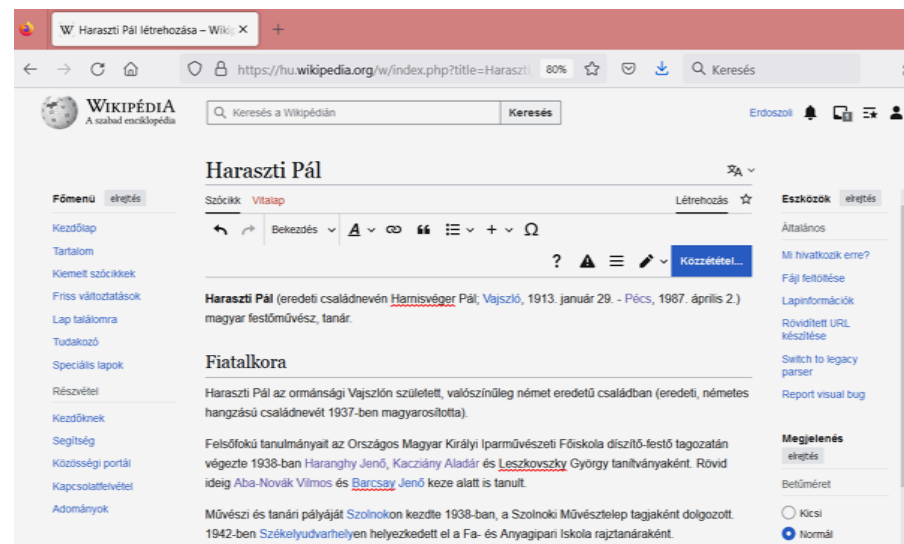 Haraszti Pál létrehozása – Wiki
https://hu.wikipedia.org/w/index.php?title=Haraszti
80%
Keresés
WIKIPÉDIA
A szabad enciklopédia
Keresés a Wikipédián
Keresés
Erdoszoli
Haraszti Pál
Főmenü elrejtés
Kezdőlap
Tartalom
Kiemelt szócikkek
Friss változtatások
Lap találomra
Tudakozó
Speciális lapok
Részvétel
Kezdőknek
Segítség
Közösségi portál
Kapcsolatfelvétel
Adományok
Szócikk Vitalap
Létrehozás
Bekezdés
A
Ω
?
Közzététel...
Haraszti Pál (eredeti családnevén Harnisvéger Pál; Vajszló, 1913. január 29. - Pécs, 1987. április 2.)
magyar festőművész, tanár.
Fiatalkora
Haraszti Pál az ormánsági Vajszlón született, valószínűleg német eredetű családban (eredeti, németes
hangzású családnevét 1937-ben magyarosította).
Felsőfokú tanulmányait az Országos Magyar Királyi Iparművészeti Főiskola díszítő-festő tagozatán
végezte 1938-ban Haranghy Jenő, Kacziány Aladár és Leszkovszky György tanítványaként. Rövid
ideig Aba-Novák Vilmos és Barcsay Jenő keze alatt is tanult.
Művészi és tanári pályáját Szolnokon kezdte 1938-ban, a Szolnoki Művésztelep tagjaként dolgozott.
1942-ben Székelyudvarhelyen helyezkedett el a Fa- és Anyagipari Iskola rajztanáraként.
Eszközök elrejtés
Általános
Mi hivatkozik erre?
Fájl feltöltése
Lapinformációk
Rövidített URL
készítése
Switch to legacy
parser
Report visual bug
Megjelenés
elrejtés
Betűméret
Kicsi
Normál